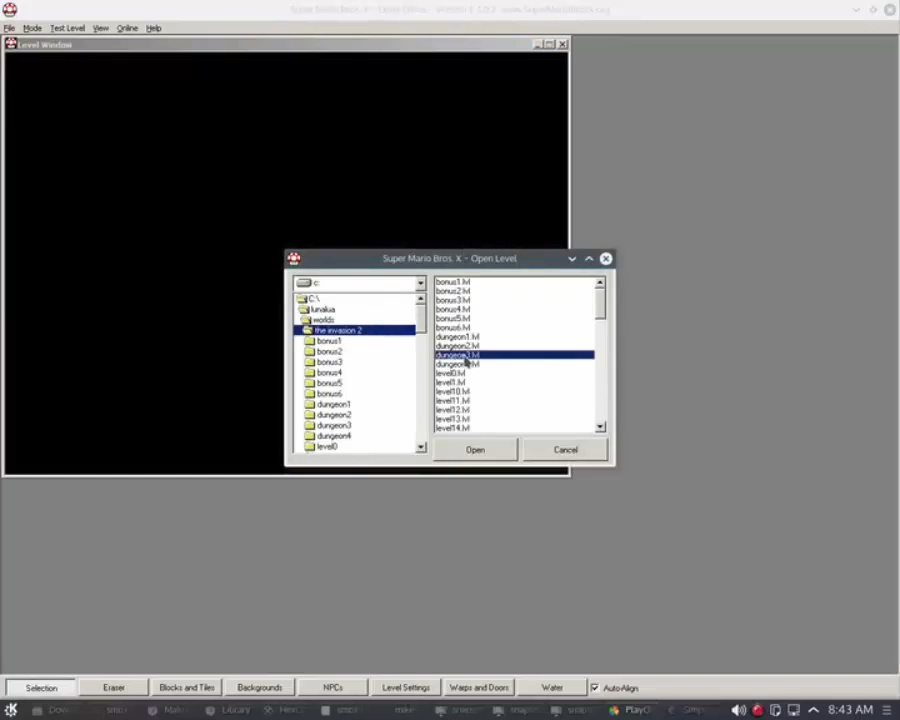 File Mode Test Level View Online Help
Level Window
Super Mario Bros. X - Open Level
c:
C:\
lunalua
worlds
the invasion 2
bonus1
bonus2
bonus3
bonus4
bonus5
bonus6
dungeon1
dungeon2
dungeon3
dungeon4
level0
bonus1.lvl
bonus2.lvl
bonus3.lvl
bonus4.lvl
bonus5.lvl
bonus6.lvl
dungeon1.lvl
dungeon2.lvl
dungeon3.lvl
level0.lvl
level1.lvl
level10.lvl
level11.lvl
level12.lvl
level13.lvl
level14.lvl
Open Cancel
Selection Eraser Blocks and Tiles Backgrounds NPCs Level Settings Warps and Doors Water Auto-Align
Library PlayO 8:43 AM